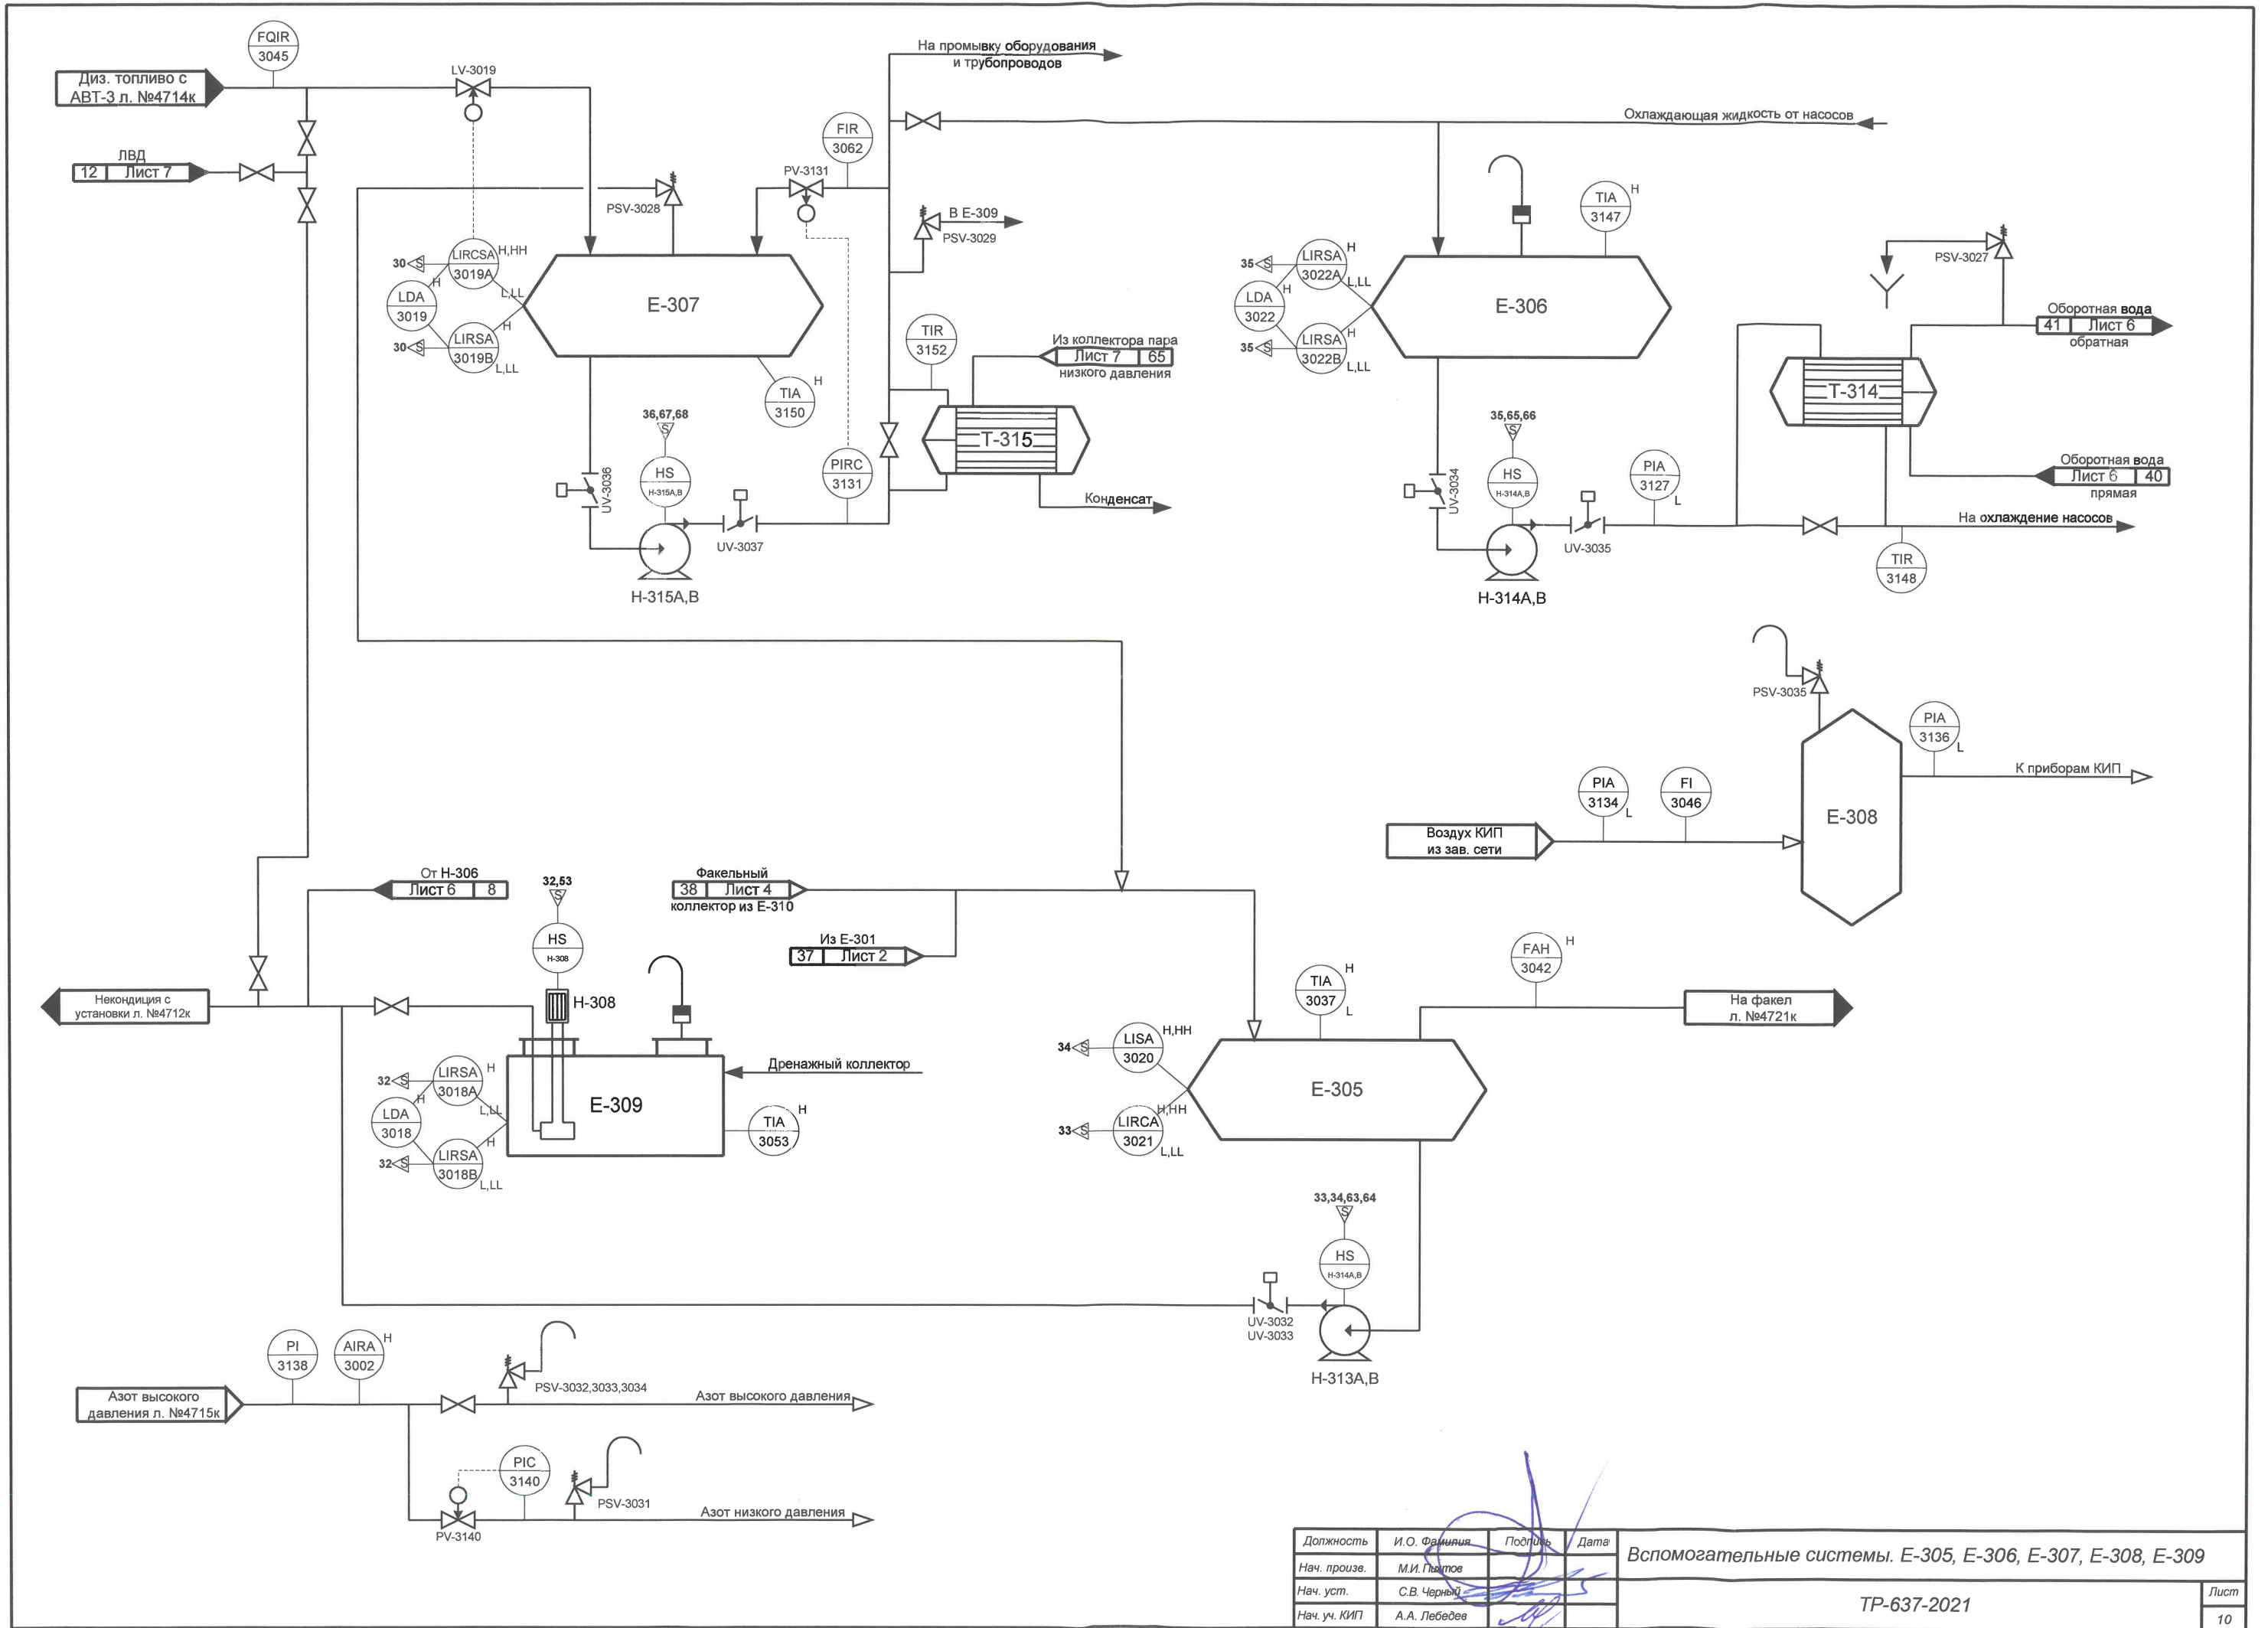 FQIR
3045
Диз. топливо с
АВТ-3 л. №4714к
LV-3019
ЛВД
12 Лист 7
На промывку оборудования
и трубопроводов
FIR
3062
PV-3131
PSV-3028
В Е-309
PSV-3029
Охлаждающая жидкость от насосов
TIA
3147
H
PSV-3027
30
S
LIRCSA
3019A
H,HH
L,LL
LDA
3019
H
30
S
LIRSA
3019B
H
L,LL
Е-307
TIA
3150
H
TIR
3152
Из коллектора пара
Лист 7 65
низкого давления
Т-315
Конденсат
35
S
LIRSA
3022A
H
L,LL
LDA
3022
H
35
S
LIRSA
3022B
H
L,LL
Е-306
Оборотная вода
41 Лист 6
обратная
Т-314
Оборотная вода
Лист 6 40
прямая
36,67,68
S
HS
Н-315А,В
UV-3036
UV-3037
PIRC
3131
Н-315А,В
35,65,66
S
HS
Н-314А,В
UV-3034
UV-3035
PIA
3127
L
На охлаждение насосов
TIR
3148
Н-314А,В
PSV-3035
PIA
3136
L
К приборам КИП
PIA
3134
L
FI
3046
Воздух КИП
из зав. сети
Е-308
От Н-306
Лист 6 8
32,53
S
HS
Н-308
Н-308
Факельный
38 Лист 4
коллектор из Е-310
Из Е-301
37 Лист 2
FAH
3042
H
Некондиция с
установки л. №4712к
TIA
3037
H
L
На факел
л. №4721к
32
S
LIRSA
3018A
H
L,LL
LDA
3018
H
32
S
LIRSA
3018B
H
L,LL
Е-309
Дренажный коллектор
TIA
3053
H
34
S
LISA
3020
H,HH
33
S
LIRCA
3021
H,HH
L,LL
Е-305
33,34,63,64
S
HS
Н-314А,В
UV-3032
UV-3033
Н-313А,В
PI
3138
AIRA
3002
H
Азот высокого
давления л. №4715к
PSV-3032,3033,3034
Азот высокого давления
PIC
3140
PV-3140
PSV-3031
Азот низкого давления
Должность И.О. Фамилия Подпись Дата
Нач. произв. М.И.
Нач. уст. С.В. Черный
Нач. уч. КИП А.А. Лебедев
Вспомогательные системы. Е-305, Е-306, Е-307, Е-308, Е-309
ТР-637-2021
Лист
10